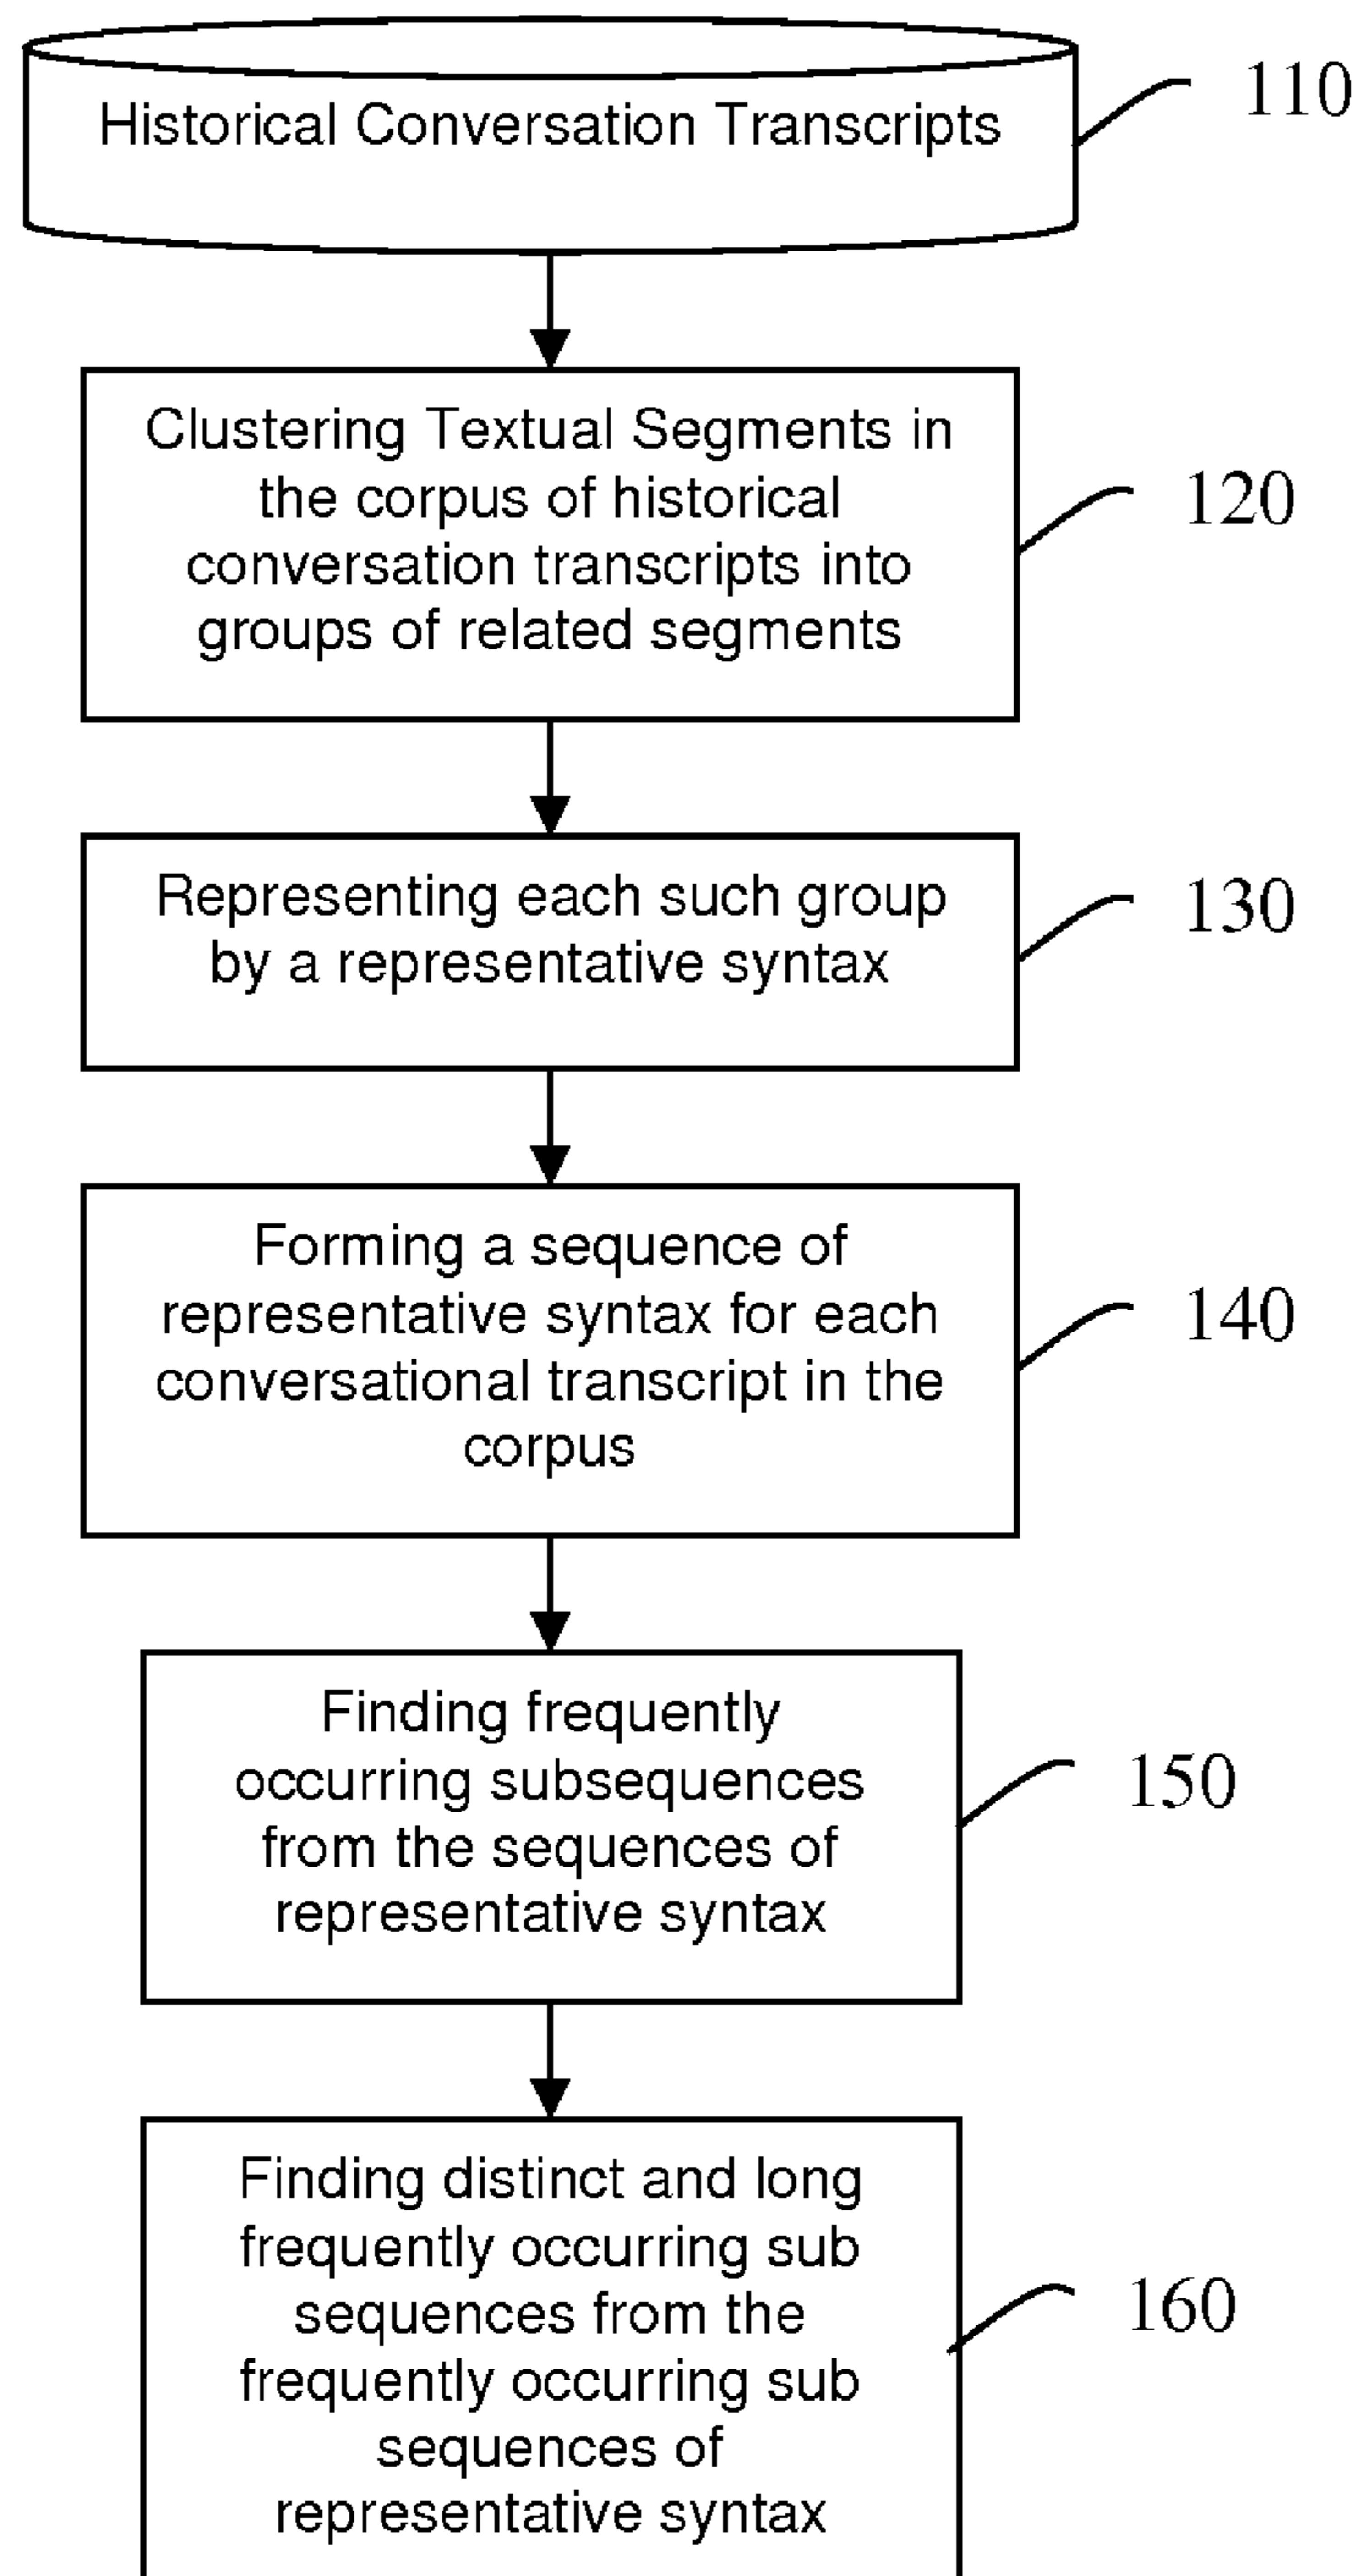 Historical Conversation Transcripts
110
Clustering Textual Segments in
the corpus of historical
conversation transcripts into
groups of related segments
120
Representing each such group
by a representative syntax
130
Forming a sequence of
representative syntax for each
conversational transcript in the
corpus
140
Finding frequently
occurring subsequences
from the sequences of
representative syntax
150
Finding distinct and long
frequently occurring sub
sequences from the
frequently occurring sub
sequences of
representative syntax
160